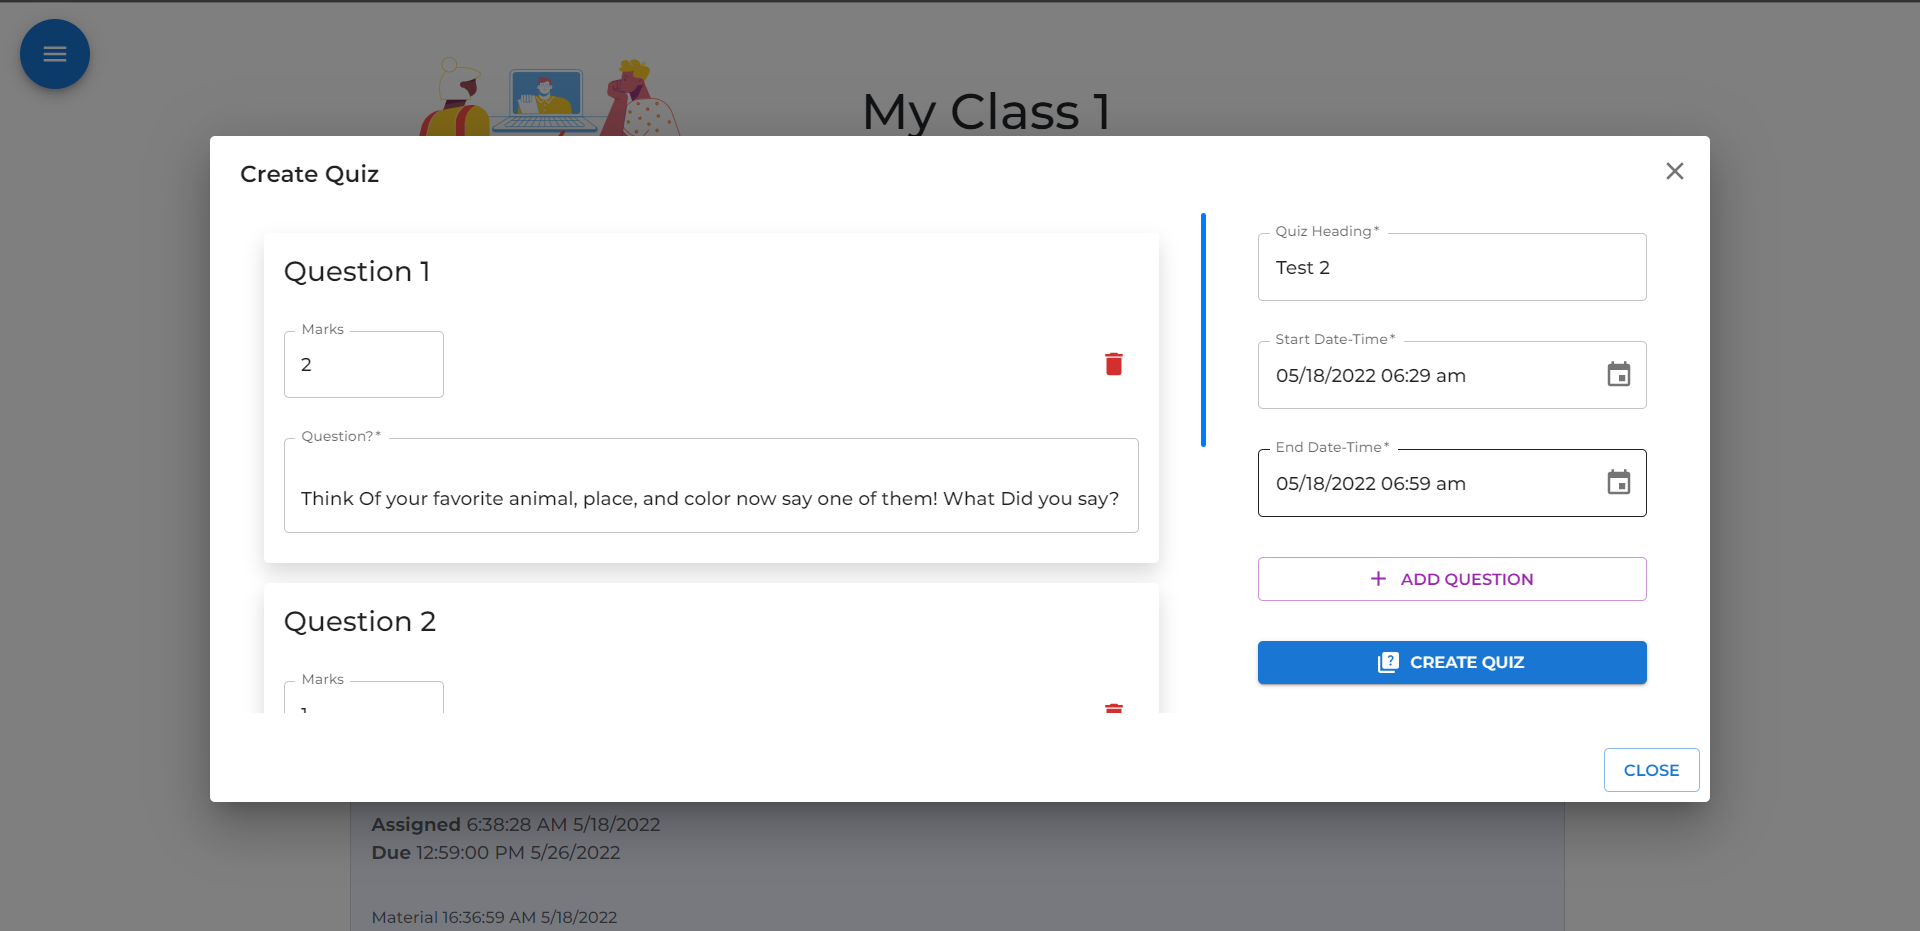 My Class 1
Create Quiz
Question 1
Marks
2
Question?*
Think Of your favorite animal, place, and color now say one of them! What Did you say?
Question 2
Marks
1
Quiz Heading*
Test 2
Start Date-Time*
05/18/2022 06:29 am
End Date-Time*
05/18/2022 06:59 am
ADD QUESTION
CREATE QUIZ
CLOSE
Assigned 6:38:28 AM 5/18/2022
Due 12:59:00 PM 5/26/2022
Material 16:36:59 AM 5/18/2022